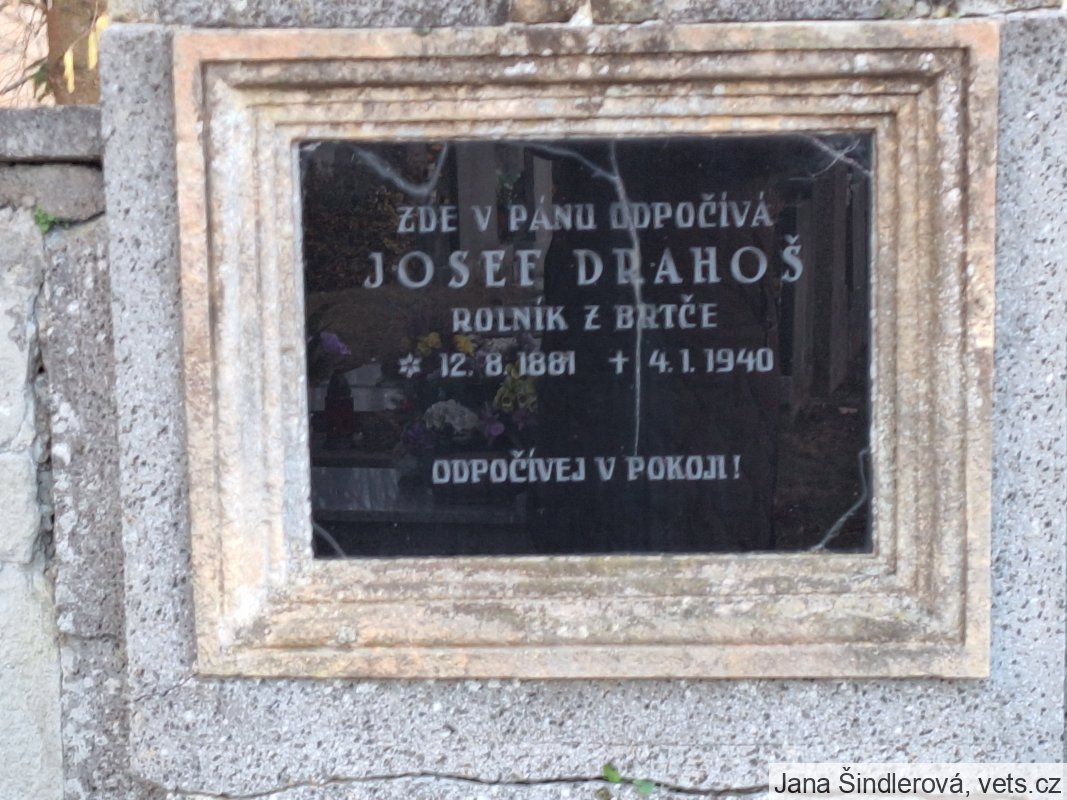 ZDE V PÁNU ODPOČÍVÁ
JOSEF DRAHOŠ
ROLNÍK Z BRTČE
* 12. 8. 1881 + 4. 1. 1940
ODPOČÍVEJ V POKOJI!
Jana Šindlerová, vets.cz